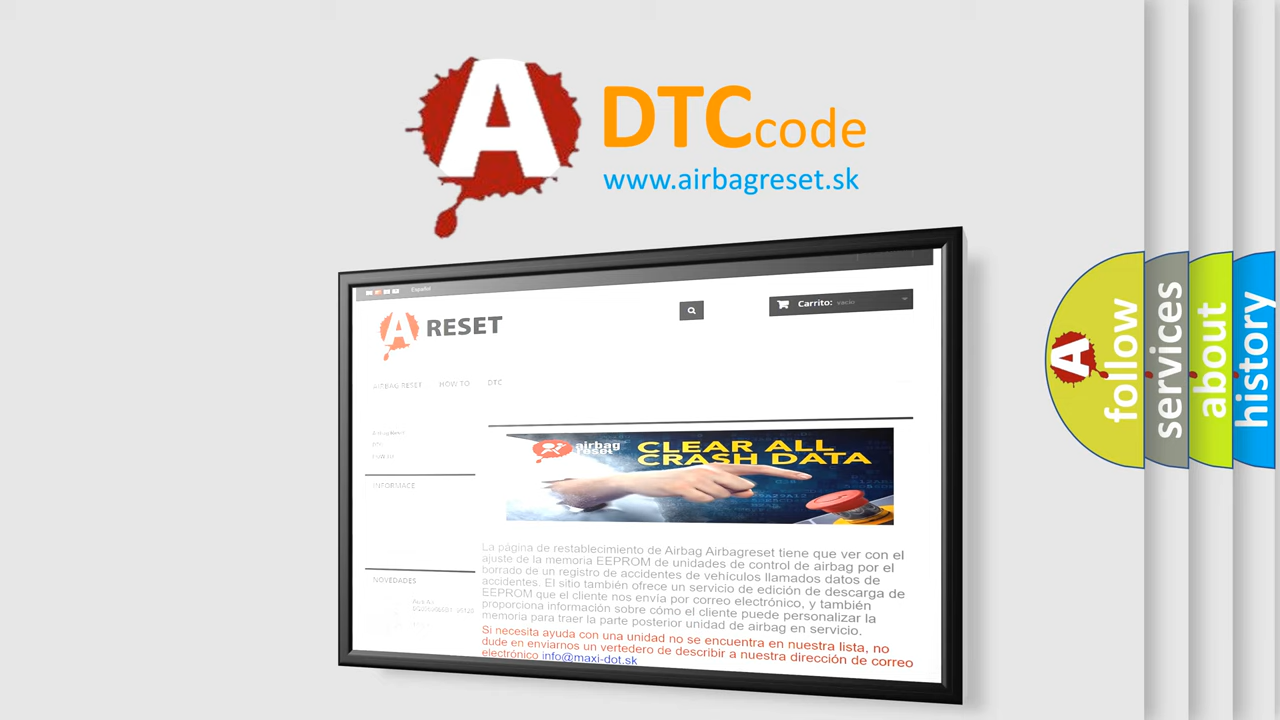 A
DTCcode
www.airbagreset.sk
Español
A RESET
Carrito: vacío
AIRBAG RESET HOW TO DTC
INFORMACE
NOVEDADES
airbag
reset
CLEAR ALL
CRASH DATA
La página de restablecimiento de Airbag Airbagreset tiene que ver con el
ajuste de la memoria EEPROM de unidades de control de airbag por el
borrado de un registro de accidentes de vehículos llamados datos de
accidentes. El sitio también ofrece un servicio de edición de descarga de
EEPROM que el cliente nos envía por correo electrónico, y también
proporciona información sobre cómo el cliente puede personalizar la
memoria para traer la parte posterior unidad de airbag en servicio.
Si necesita ayuda con una unidad no se encuentra en nuestra lista, no
dude en enviarnos un vertedero de describir a nuestra dirección de correo
electrónico info@maxi-dot.sk
A
follow
services
about
history